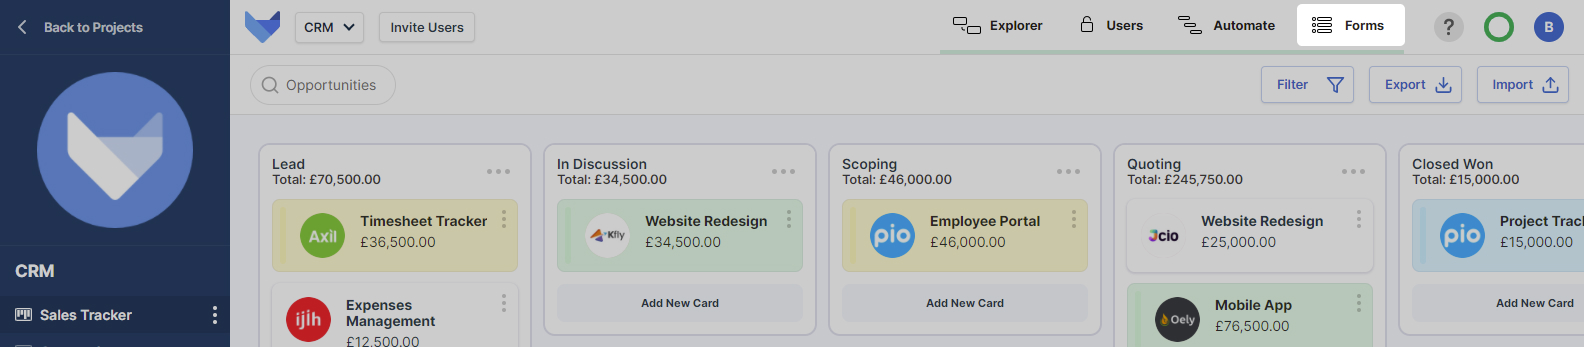 Back to Projects
CRM
Sales Tracker
CRM
Invite Users
Explorer
Users
Automate
Forms
?
B
Opportunities
Filter
Export
Import
Lead
Total: £70,500.00
Axil
Timesheet Tracker
£36,500.00
ijih
Expenses
Management
£12,500.00
In Discussion
Total: £34,500.00
Kfly
Website Redesign
£34,500.00
Add New Card
Scoping
Total: £46,000.00
pio
Employee Portal
£46,000.00
Add New Card
Quoting
Total: £245,750.00
Jcio
Website Redesign
£25,000.00
Oely
Mobile App
£76,500.00
Closed Won
Total: £15,000.00
pio
Project Trac
£15,000.00
Add New Card